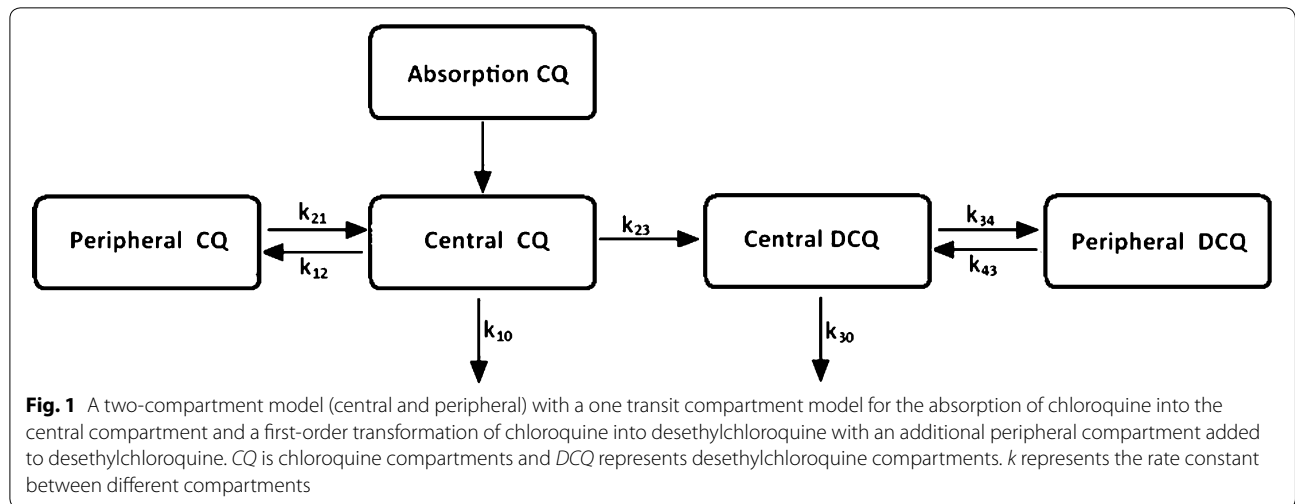 Absorption CQ
k21
k12
Peripheral CQ
Central CQ
k23
Central DCQ
k34
k43
Peripheral DCQ
k10
k30
Fig. 1 A two-compartment model (central and peripheral) with a one transit compartment model for the absorption of chloroquine into the
central compartment and a first-order transformation of chloroquine into desethylchloroquine with an additional peripheral compartment added
to desethylchloroquine. CQ is chloroquine compartments and DCQ represents desethylchloroquine compartments. k represents the rate constant
between different compartments